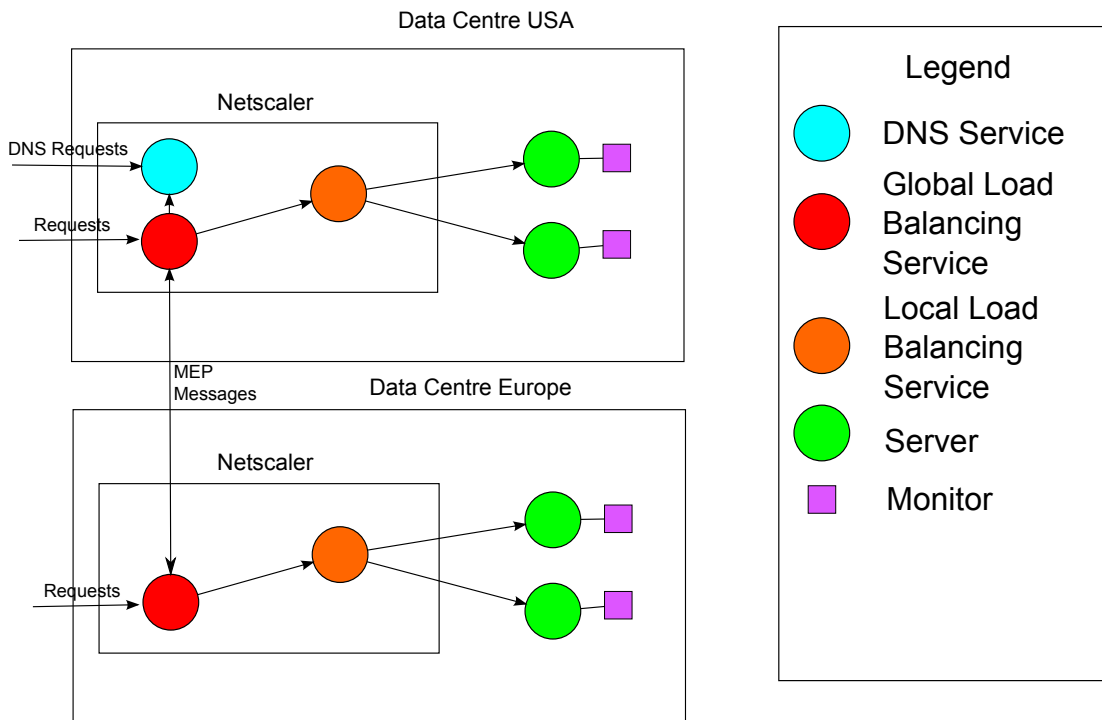 Data Centre USA
Netscaler
DNS Requests
Requests
MEP
Messages
Data Centre Europe
Netscaler
Requests
Legend
DNS Service
Global Load
Balancing
Service
Local Load
Balancing
Service
Server
Monitor